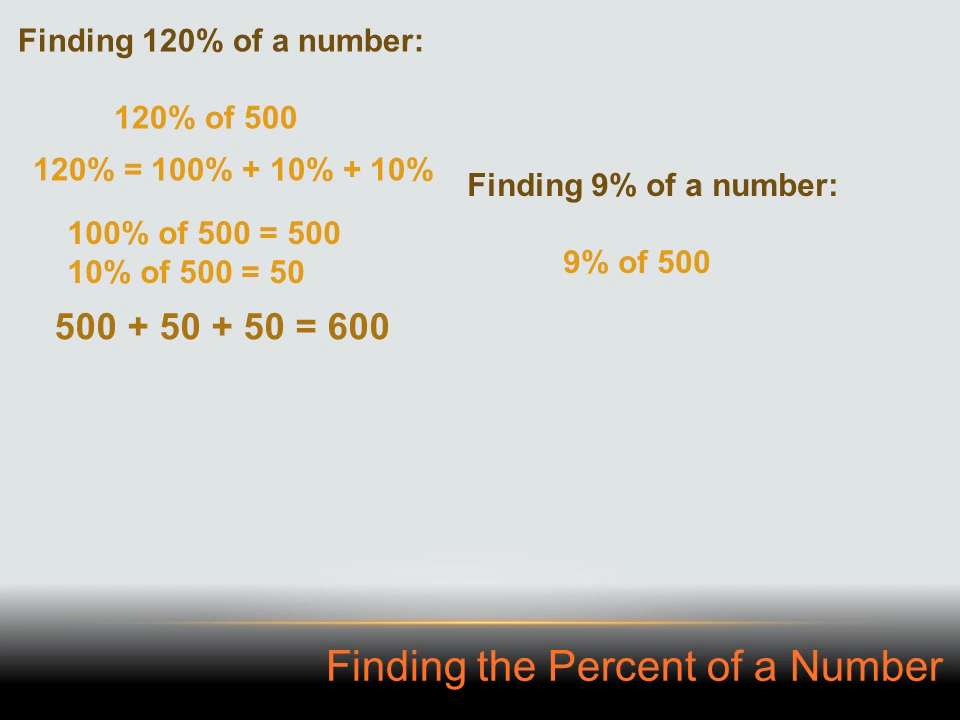 Finding 120% of a number:
120% of 500
120% = 100% + 10% + 10%
100% of 500 = 500
10% of 500 = 50
500 + 50 + 50 = 600
Finding 9% of a number:
9% of 500
Finding the Percent of a Number